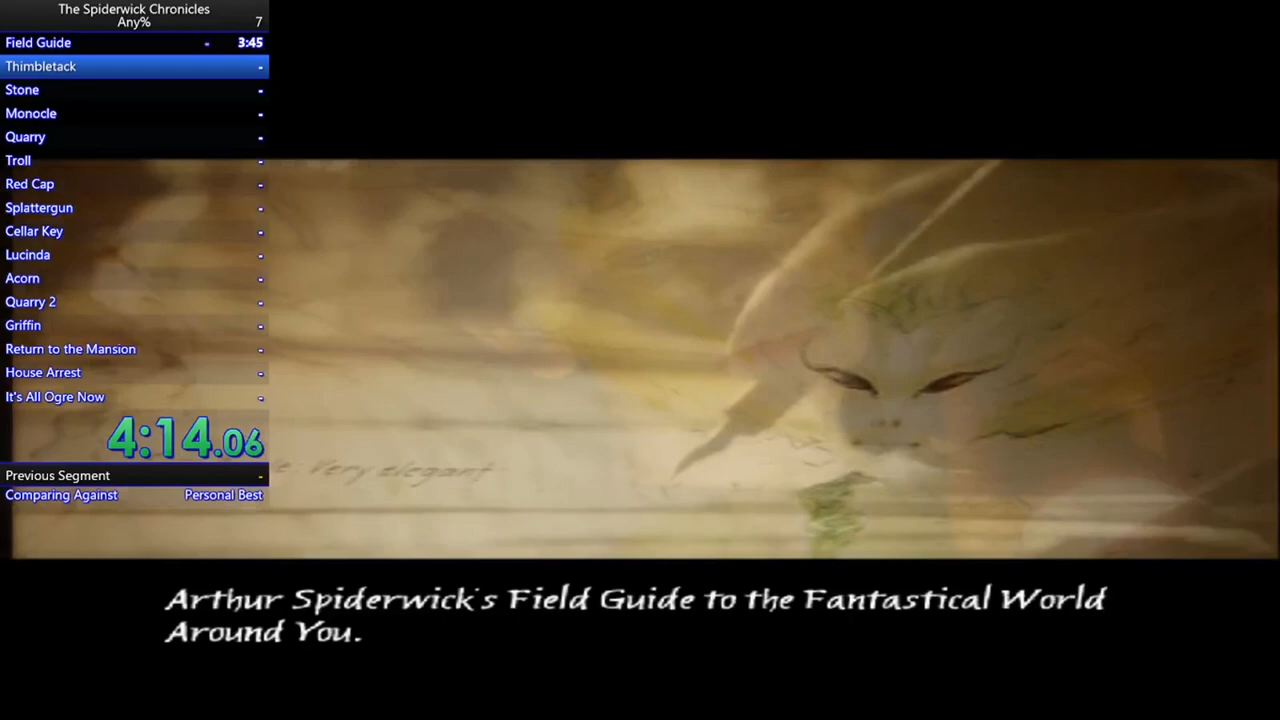 The Spiderwick Chronicles
Any% 7
Field Guide - 3:45
Thimbletack -
Stone -
Monocle -
Quarry -
Troll -
Red Cap -
Splattergun -
Cellar Key -
Lucinda -
Acorn -
Quarry 2 -
Griffin -
Return to the Mansion -
House Arrest -
It's All Ogre Now -
4:14.06
Previous Segment -
Comparing Against Personal Best
Very elegant
Arthur Spiderwick's Field Guide to the Fantastical World
Around You.